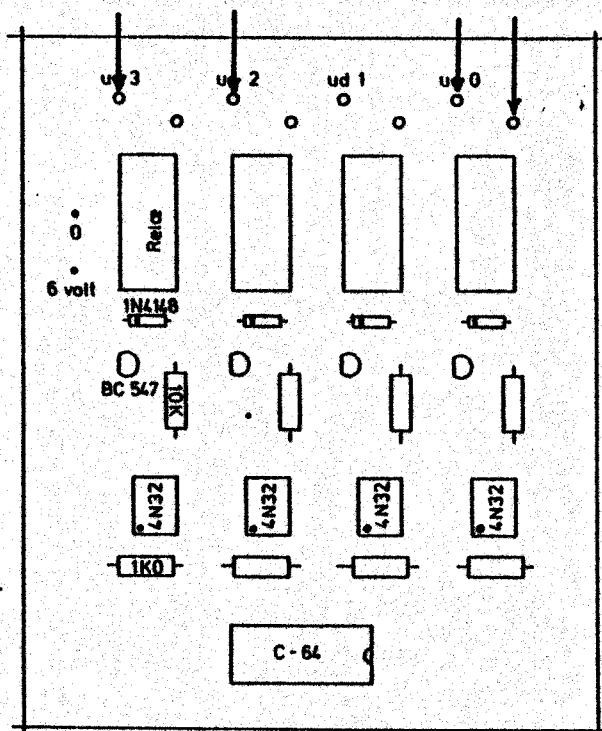 ud 3 ud 2 ud 1 ud 0
Relæ
0
6 volt
1N4148
BC 547
10K
4N32 4N32 4N32 4N32
1K0
C-64